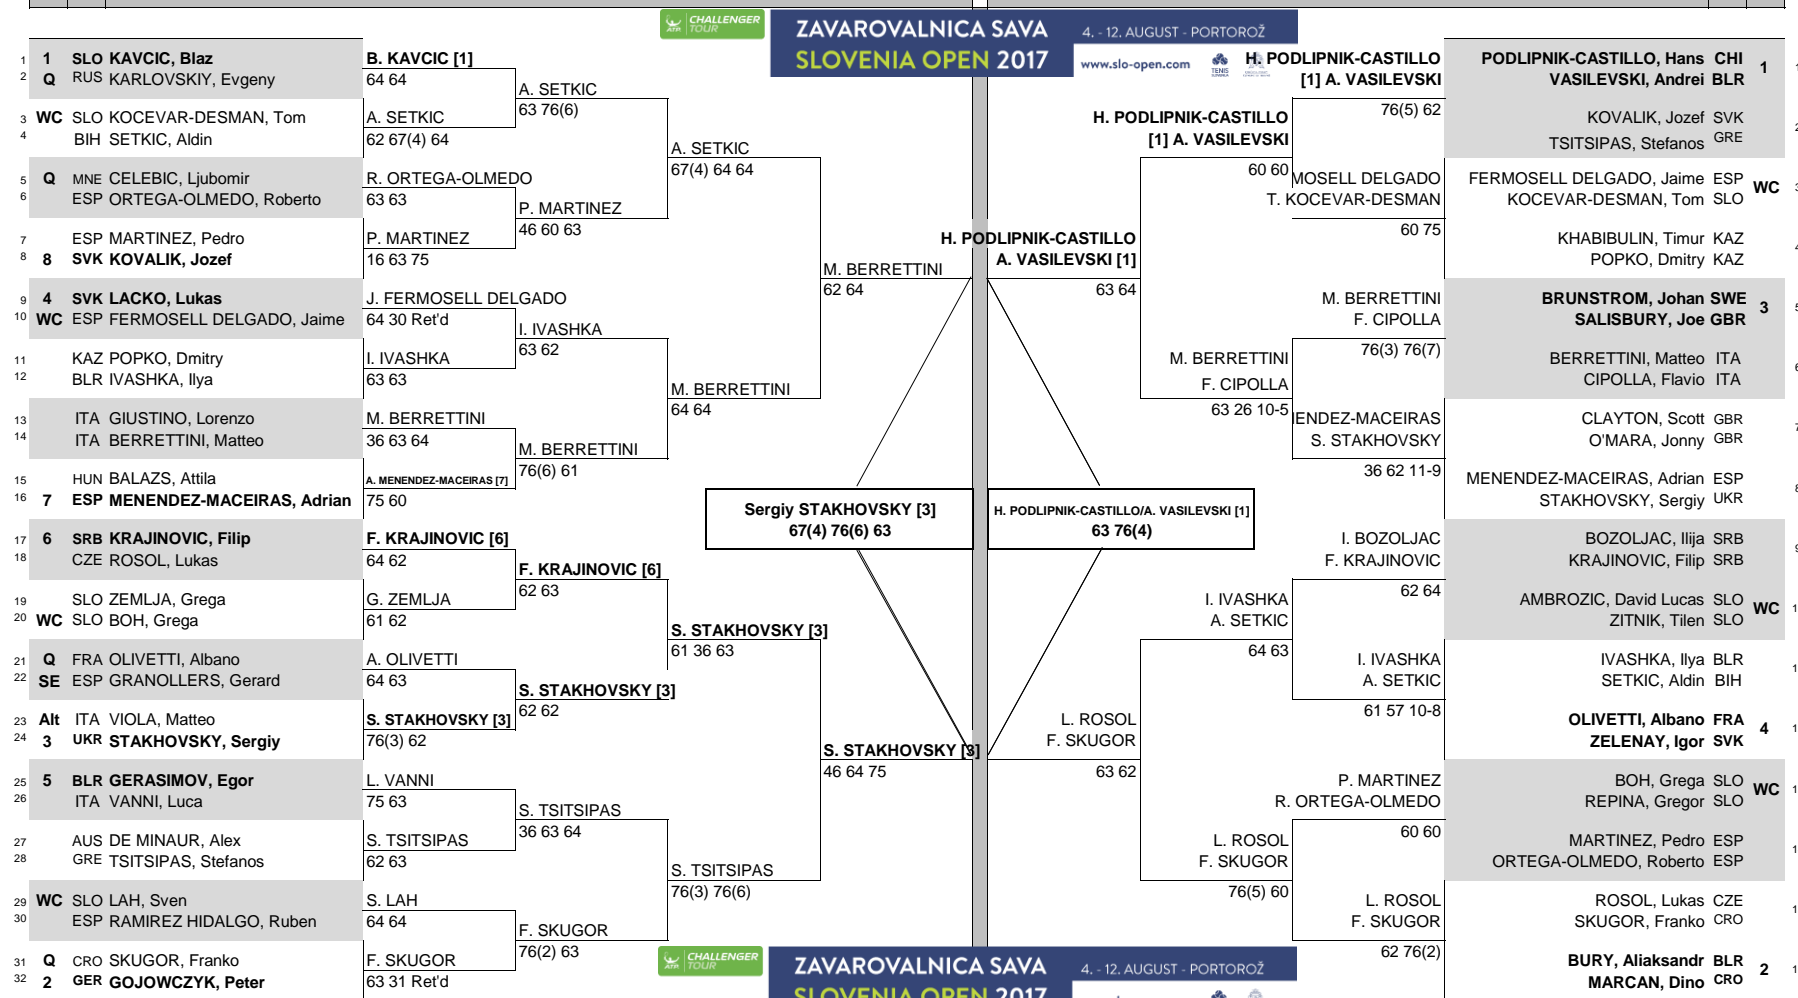 CHALLENGER
ATP TOUR
ZAVAROVALNICA SAVA
SLOVENIA OPEN 2017
4. - 12. AUGUST - PORTOROŽ
www.slo-open.com
TENIS
1 1 SLO KAVCIC, Blaz
2 Q RUS KARLOVSKIY, Evgeny
3 WC SLO KOCEVAR-DESMAN, Tom
4 BIH SETKIC, Aldin
5 Q MNE CELEBIC, Ljubomir
6 ESP ORTEGA-OLMEDO, Roberto
7 ESP MARTINEZ, Pedro
8 8 SVK KOVALIK, Jozef
9 4 SVK LACKO, Lukas
10 WC ESP FERMOSELL DELGADO, Jaime
11 KAZ POPKO, Dmitry
12 BLR IVASHKA, Ilya
13 ITA GIUSTINO, Lorenzo
14 ITA BERRETTINI, Matteo
15 HUN BALAZS, Attila
16 7 ESP MENENDEZ-MACEIRAS, Adrian
17 6 SRB KRAJINOVIC, Filip
18 CZE ROSOL, Lukas
19 SLO ZEMLJA, Grega
20 WC SLO BOH, Grega
21 Q FRA OLIVETTI, Albano
22 SE ESP GRANOLLERS, Gerard
23 Alt ITA VIOLA, Matteo
24 3 UKR STAKHOVSKY, Sergiy
25 5 BLR GERASIMOV, Egor
26 ITA VANNI, Luca
27 AUS DE MINAUR, Alex
28 GRE TSITSIPAS, Stefanos
29 WC SLO LAH, Sven
30 ESP RAMIREZ HIDALGO, Ruben
31 Q CRO SKUGOR, Franko
32 2 GER GOJOWCZYK, Peter
B. KAVCIC [1]
64 64
A. SETKIC
62 67(4) 64
R. ORTEGA-OLMEDO
63 63
P. MARTINEZ
16 63 75
J. FERMOSELL DELGADO
64 30 Ret'd
I. IVASHKA
63 63
M. BERRETTINI
36 63 64
A. MENENDEZ-MACEIRAS [7]
75 60
F. KRAJINOVIC [6]
64 62
G. ZEMLJA
61 62
A. OLIVETTI
64 63
S. STAKHOVSKY [3]
76(3) 62
L. VANNI
75 63
S. TSITSIPAS
62 63
S. LAH
64 64
F. SKUGOR
63 31 Ret'd
A. SETKIC
63 76(6)
P. MARTINEZ
46 60 63
I. IVASHKA
63 62
M. BERRETTINI
76(6) 61
F. KRAJINOVIC [6]
62 63
S. STAKHOVSKY [3]
62 62
S. TSITSIPAS
36 63 64
F. SKUGOR
76(2) 63
A. SETKIC
67(4) 64 64
M. BERRETTINI
64 64
S. STAKHOVSKY [3]
61 36 63
S. TSITSIPAS
76(3) 76(6)
M. BERRETTINI
62 64
S. STAKHOVSKY [3]
46 64 75
Sergiy STAKHOVSKY [3]
67(4) 76(6) 63
H. PODLIPNIK-CASTILLO/A. VASILEVSKI [1]
63 76(4)
H. PODLIPNIK-CASTILLO
A. VASILEVSKI [1]
63 64
L. ROSOL
F. SKUGOR
63 62
H. PODLIPNIK-CASTILLO
[1] A. VASILEVSKI
60 60
M. BERRETTINI
F. CIPOLLA
63 26 10-5
I. IVASHKA
A. SETKIC
64 63
L. ROSOL
F. SKUGOR
76(5) 60
H. PODLIPNIK-CASTILLO
[1] A. VASILEVSKI
76(5) 62
MOSELL DELGADO
T. KOCEVAR-DESMAN
60 75
M. BERRETTINI
F. CIPOLLA
76(3) 76(7)
ENDEZ-MACEIRAS
S. STAKHOVSKY
36 62 11-9
I. BOZOLJAC
F. KRAJINOVIC
62 64
I. IVASHKA
A. SETKIC
61 57 10-8
P. MARTINEZ
R. ORTEGA-OLMEDO
60 60
L. ROSOL
F. SKUGOR
62 76(2)
PODLIPNIK-CASTILLO, Hans CHI 1
VASILEVSKI, Andrei BLR
KOVALIK, Jozef SVK
TSITSIPAS, Stefanos GRE
FERMOSELL DELGADO, Jaime ESP WC
KOCEVAR-DESMAN, Tom SLO
KHABIBULIN, Timur KAZ
POPKO, Dmitry KAZ
BRUNSTROM, Johan SWE 3
SALISBURY, Joe GBR
BERRETTINI, Matteo ITA
CIPOLLA, Flavio ITA
CLAYTON, Scott GBR
O'MARA, Jonny GBR
MENENDEZ-MACEIRAS, Adrian ESP
STAKHOVSKY, Sergiy UKR
BOZOLJAC, Ilija SRB
KRAJINOVIC, Filip SRB
AMBROZIC, David Lucas SLO WC
ZITNIK, Tilen SLO
IVASHKA, Ilya BLR
SETKIC, Aldin BIH
OLIVETTI, Albano FRA 4
ZELENAY, Igor SVK
BOH, Grega SLO WC
REPINA, Gregor SLO
MARTINEZ, Pedro ESP
ORTEGA-OLMEDO, Roberto ESP
ROSOL, Lukas CZE
SKUGOR, Franko CRO
BURY, Aliaksandr BLR 2
MARCAN, Dino CRO
CHALLENGER
ATP TOUR
ZAVAROVALNICA SAVA
SLOVENIA OPEN 2017
4. - 12. AUGUST - PORTOROŽ